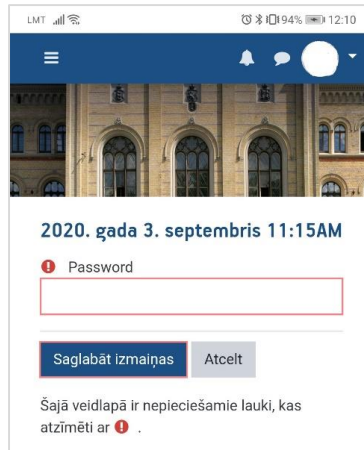 LMT 94% 12:10
2020. gada 3. septembris 11:15AM
Password
Saglabāt izmaiņas Atcelt
Šajā veidlapā ir nepieciešamie lauki, kas
atzīmēti ar .